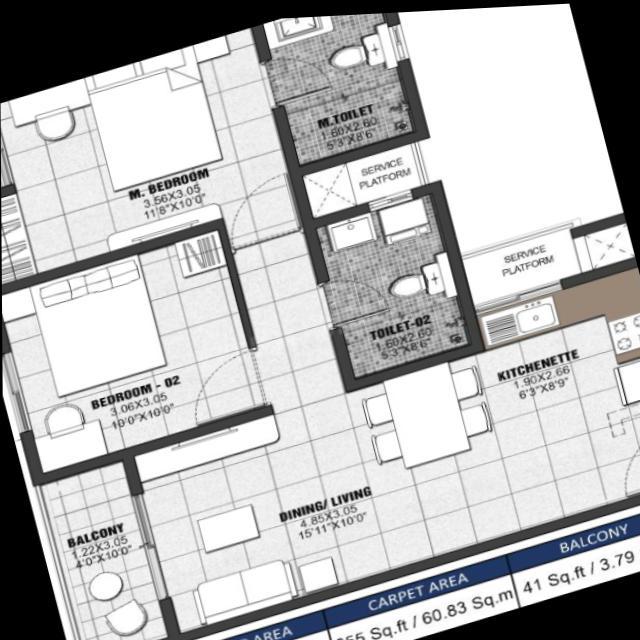 M.TOILET
1.60X2.60
5'3"X8'6"
SERVICE
PLATFORM
M. BEDROOM
3.56X3.05
11'8"X10'0"
SERVICE
PLATFORM
TOILET-02
1.60X2.60
5'3"X8'6"
KITCHENETTE
1.90X2.66
6'3"X8'9"
BEDROOM - 02
3.06X3.05
10'0"X10'0"
DINING/ LIVING
4.85X3.05
15'11"X10'0"
BALCONY
1.22X3.05
4'0"X10'0"
AREA
CARPET AREA
BALCONY
Sq.ft / 60.83 Sq.m
41 Sq.ft / 3.79